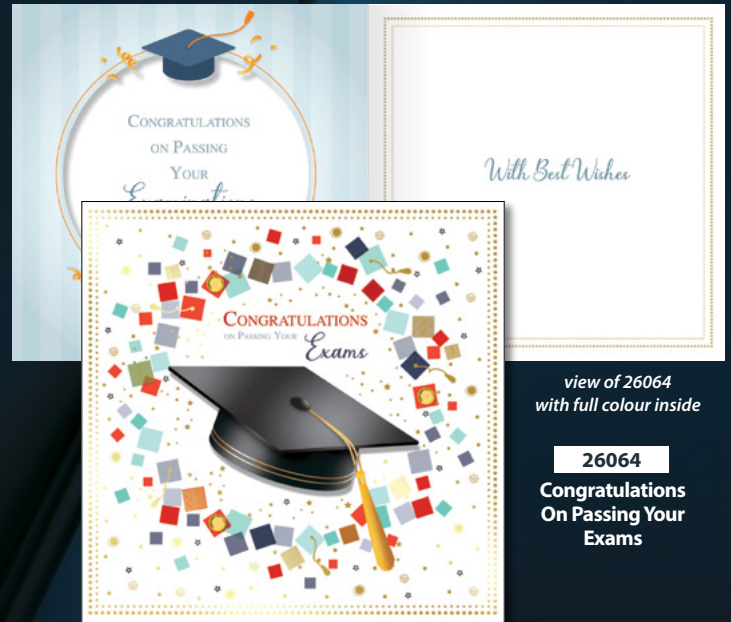 CONGRATULATIONS
ON PASSING
YOUR
Examinations
With Best Wishes
CONGRATULATIONS
ON PASSING YOUR
Exams
view of 26064
with full colour inside
26064
Congratulations
On Passing Your
Exams